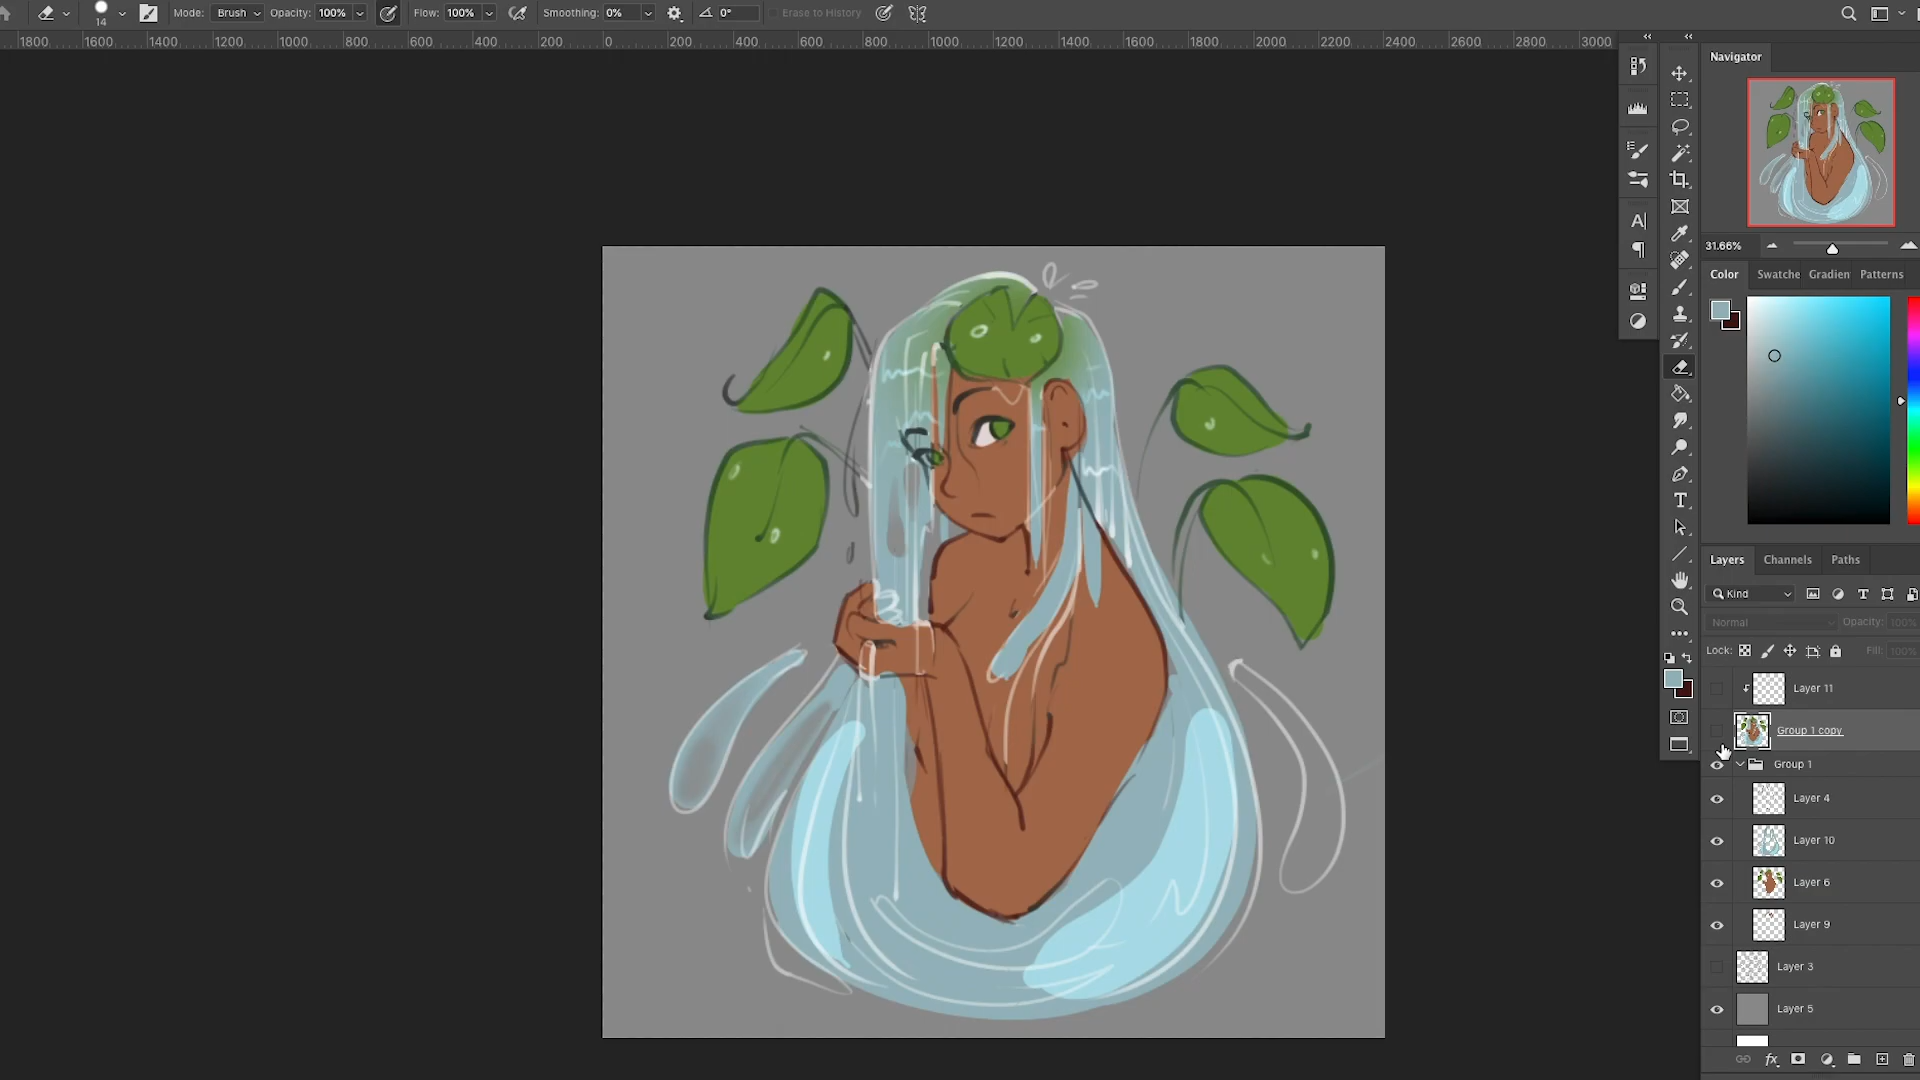 14 Mode: Brush Opacity: 100% Flow: 100% Smoothing: 0% 0° Erase to History
1800 1600 1400 1200 1000 800 600 400 200 0 200 400 600 800 1000 1200 1400 1600 1800 2000 2200 2400 2600 2800 3000
Navigator
31.66%
Color Swatche Gradien Patterns
Layers Channels Paths
Kind
Normal Opacity: 100%
Lock: Fill: 100%
Layer 11
Group 1 copy
Group 1
Layer 4
Layer 10
Layer 6
Layer 9
Layer 3
Layer 5